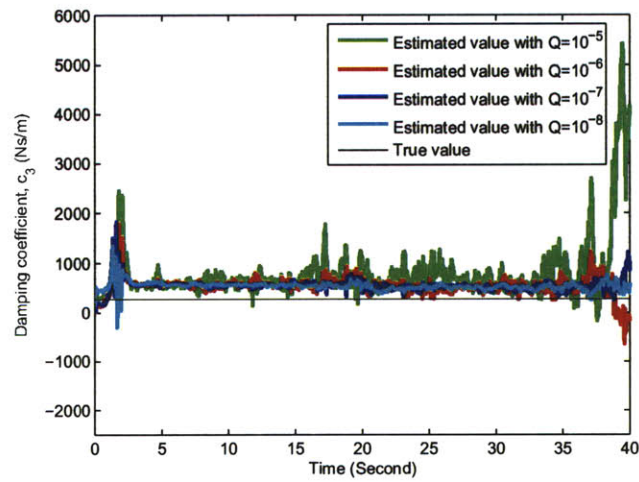 6000
5000
4000
3000
2000
1000
0
−1000
−2000
Damping coefficient, c₃ (Ns/m)
Estimated value with Q=10⁻⁵
Estimated value with Q=10⁻⁶
Estimated value with Q=10⁻⁷
Estimated value with Q=10⁻⁸
True value
0 5 10 15 20 25 30 35 40
Time (Second)